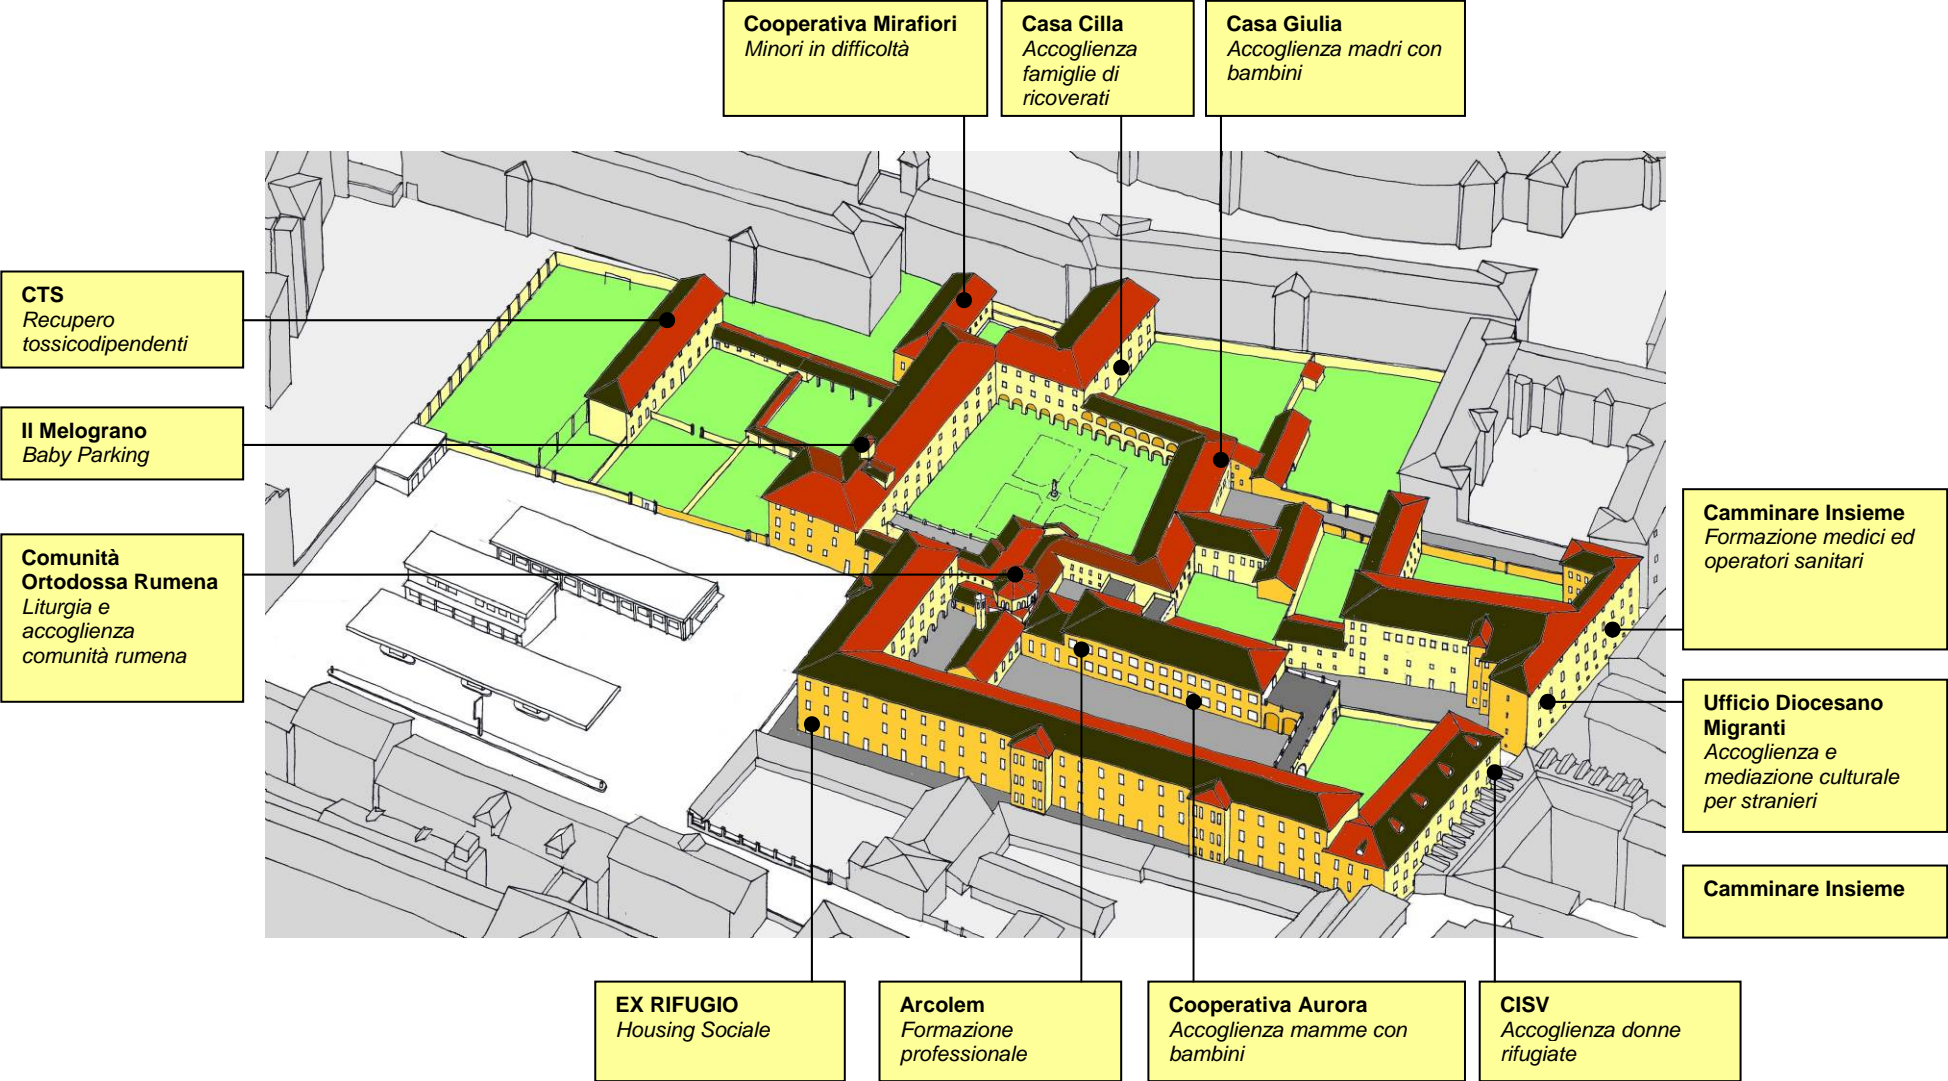 Cooperativa Mirafiori
Minori in difficoltà
Casa Cilla
Accoglienza
famiglie di
ricoverati
Casa Giulia
Accoglienza madri con
bambini
CTS
Recupero
tossicodipendenti
Il Melograno
Baby Parking
Comunità
Ortodossa Rumena
Liturgia e
accoglienza
comunità rumena
Camminare Insieme
Formazione medici ed
operatori sanitari
Ufficio Diocesano
Migranti
Accoglienza e
mediazione culturale
per stranieri
Camminare Insieme
EX RIFUGIO
Housing Sociale
Arcolem
Formazione
professionale
Cooperativa Aurora
Accoglienza mamme con
bambini
CISV
Accoglienza donne
rifugiate